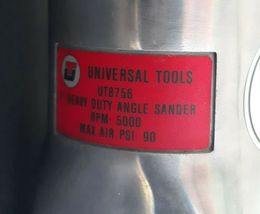 UNIVERSAL TOOLS
UT8756
HEAVY DUTY ANGLE SANDER
RPM: 5000
MAX AIR PSI: 90